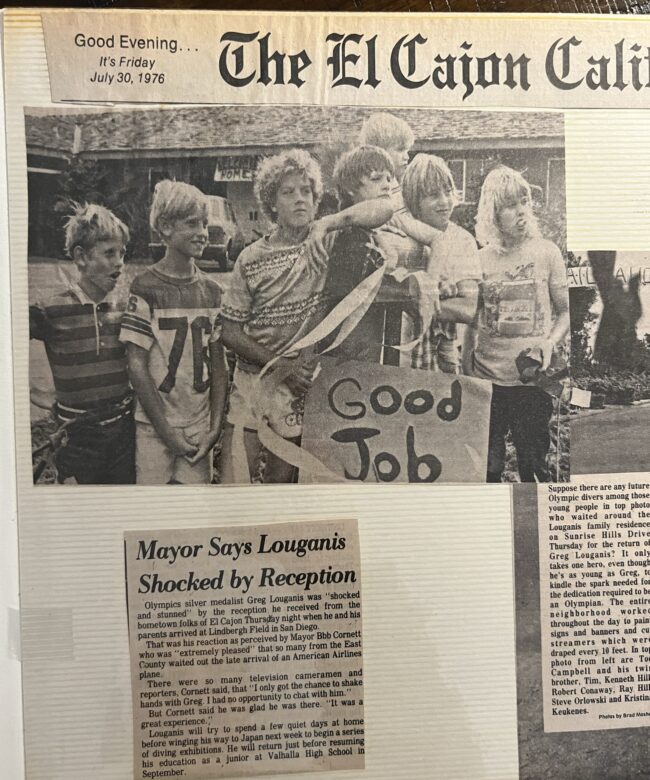 Good Evening...
It's Friday
July 30, 1976
The El Cajon Calif
WELCOME
HOME
76
Good
Job
Mayor Says Louganis
Shocked by Reception
Olympics silver medalist Greg Louganis was "shocked
and stunned" by the reception he received from the
hometown folks of El Cajon Thursday night when he and his
parents arrived at Lindbergh Field in San Diego.
That was his reaction as perceived by Mayor Bbb Cornett
who was "extremely pleased" that so many from the East
County waited out the late arrival of an American Airlines
plane.
There were so many television cameramen and
reporters, Cornett said, that "I only got the chance to shake
hands with Greg. I had no opportunity to chat with him."
But Cornett said he was glad he was there. "It was a
great experience."
Louganis will try to spend a few quiet days at home
before winging his way to Japan next week to begin a series
of diving exhibitions. He will return just before resuming
his education as a junior at Valhalla High School in
September.
Suppose there are any future
Olympic divers among those
young people in top photo
who waited around the
Louganis family residence
on Sunrise Hills Drive
Thursday for the return of
Greg Louganis? It only
takes one hero, even though
he's as young as Greg, to
kindle the spark needed for
the dedication required to be
an Olympian. The entire
neighborhood worked
throughout the day to paint
signs and banners and cut
streamers which were
draped every 10 feet. In top
photo from left are Tod
Campbell and his twin
brother, Tim, Kenneth Hill,
Robert Conaway, Ray Hill,
Steve Orlowski and Kristina
Keukenes.
Photos by Brad